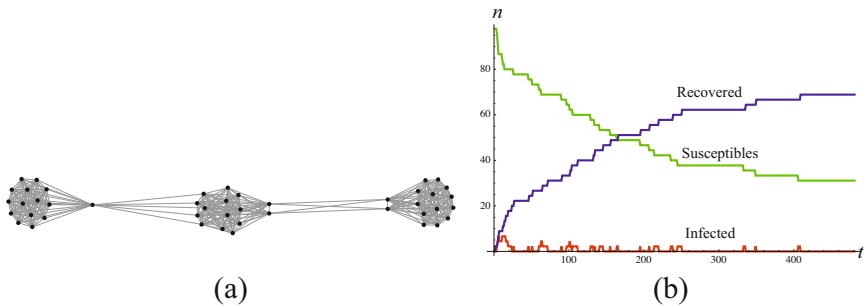 n
80
60
40
20
Recovered
Susceptibles
Infected
100 200 300 400 t
(a) (b)